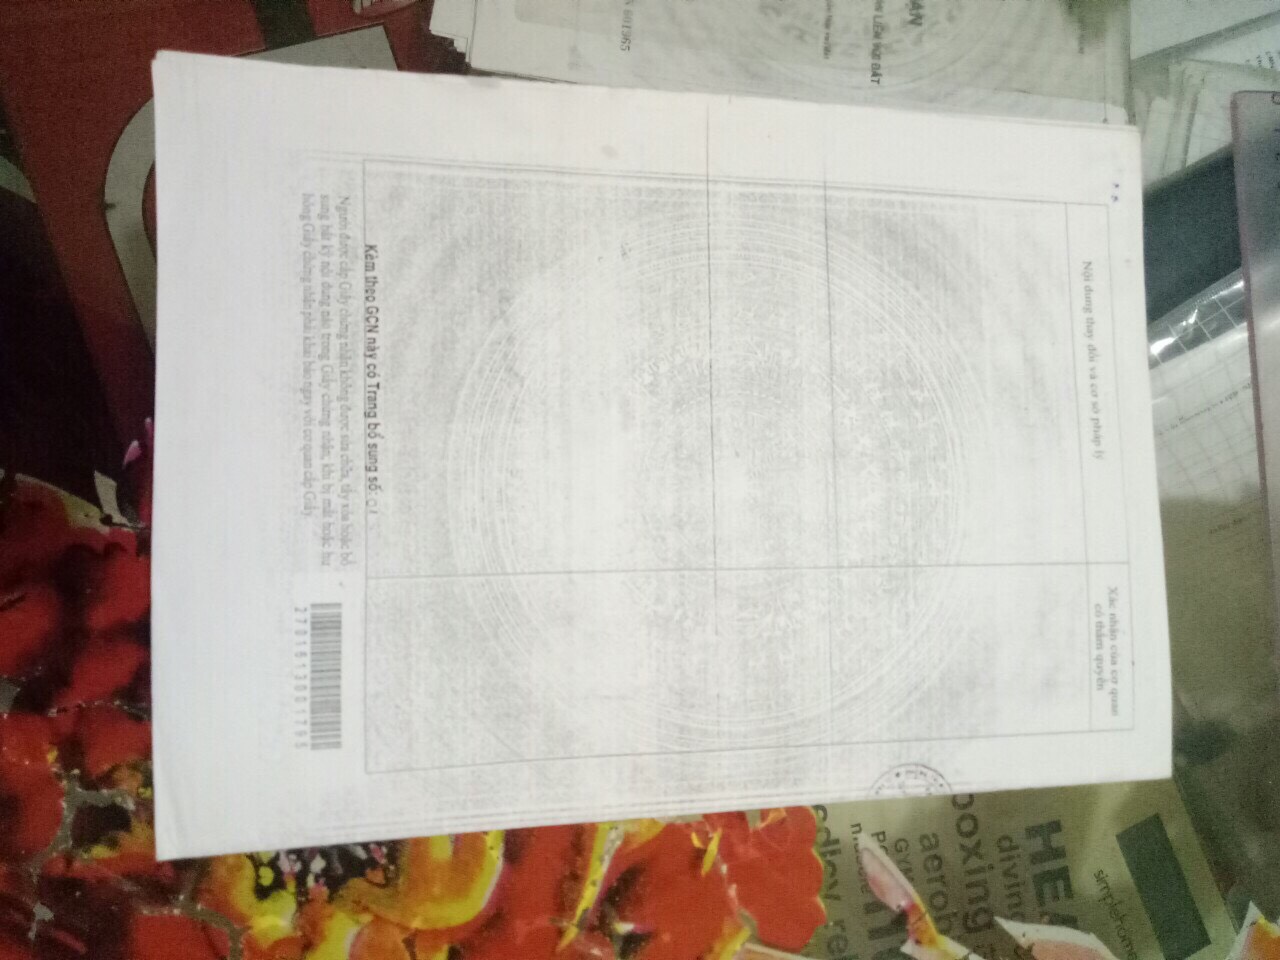 Nội dung thay đổi và cơ sở pháp lý
Xác nhận của cơ quan
có thẩm quyền
Kèm theo GCN này có Trang bổ sung số:
Người được cấp Giấy chứng nhận không được sửa chữa, tẩy xóa hoặc bổ
sung bất kỳ nội dung nào trong Giấy chứng nhận; khi bị mất hoặc hư
hỏng Giấy chứng nhận phải khai báo ngay với cơ quan cấp Giấy.
2701613001795
N 601965
LIỀN VỚI ĐẤT
simplehome
HEA
divin
boxing
aerob
GYM